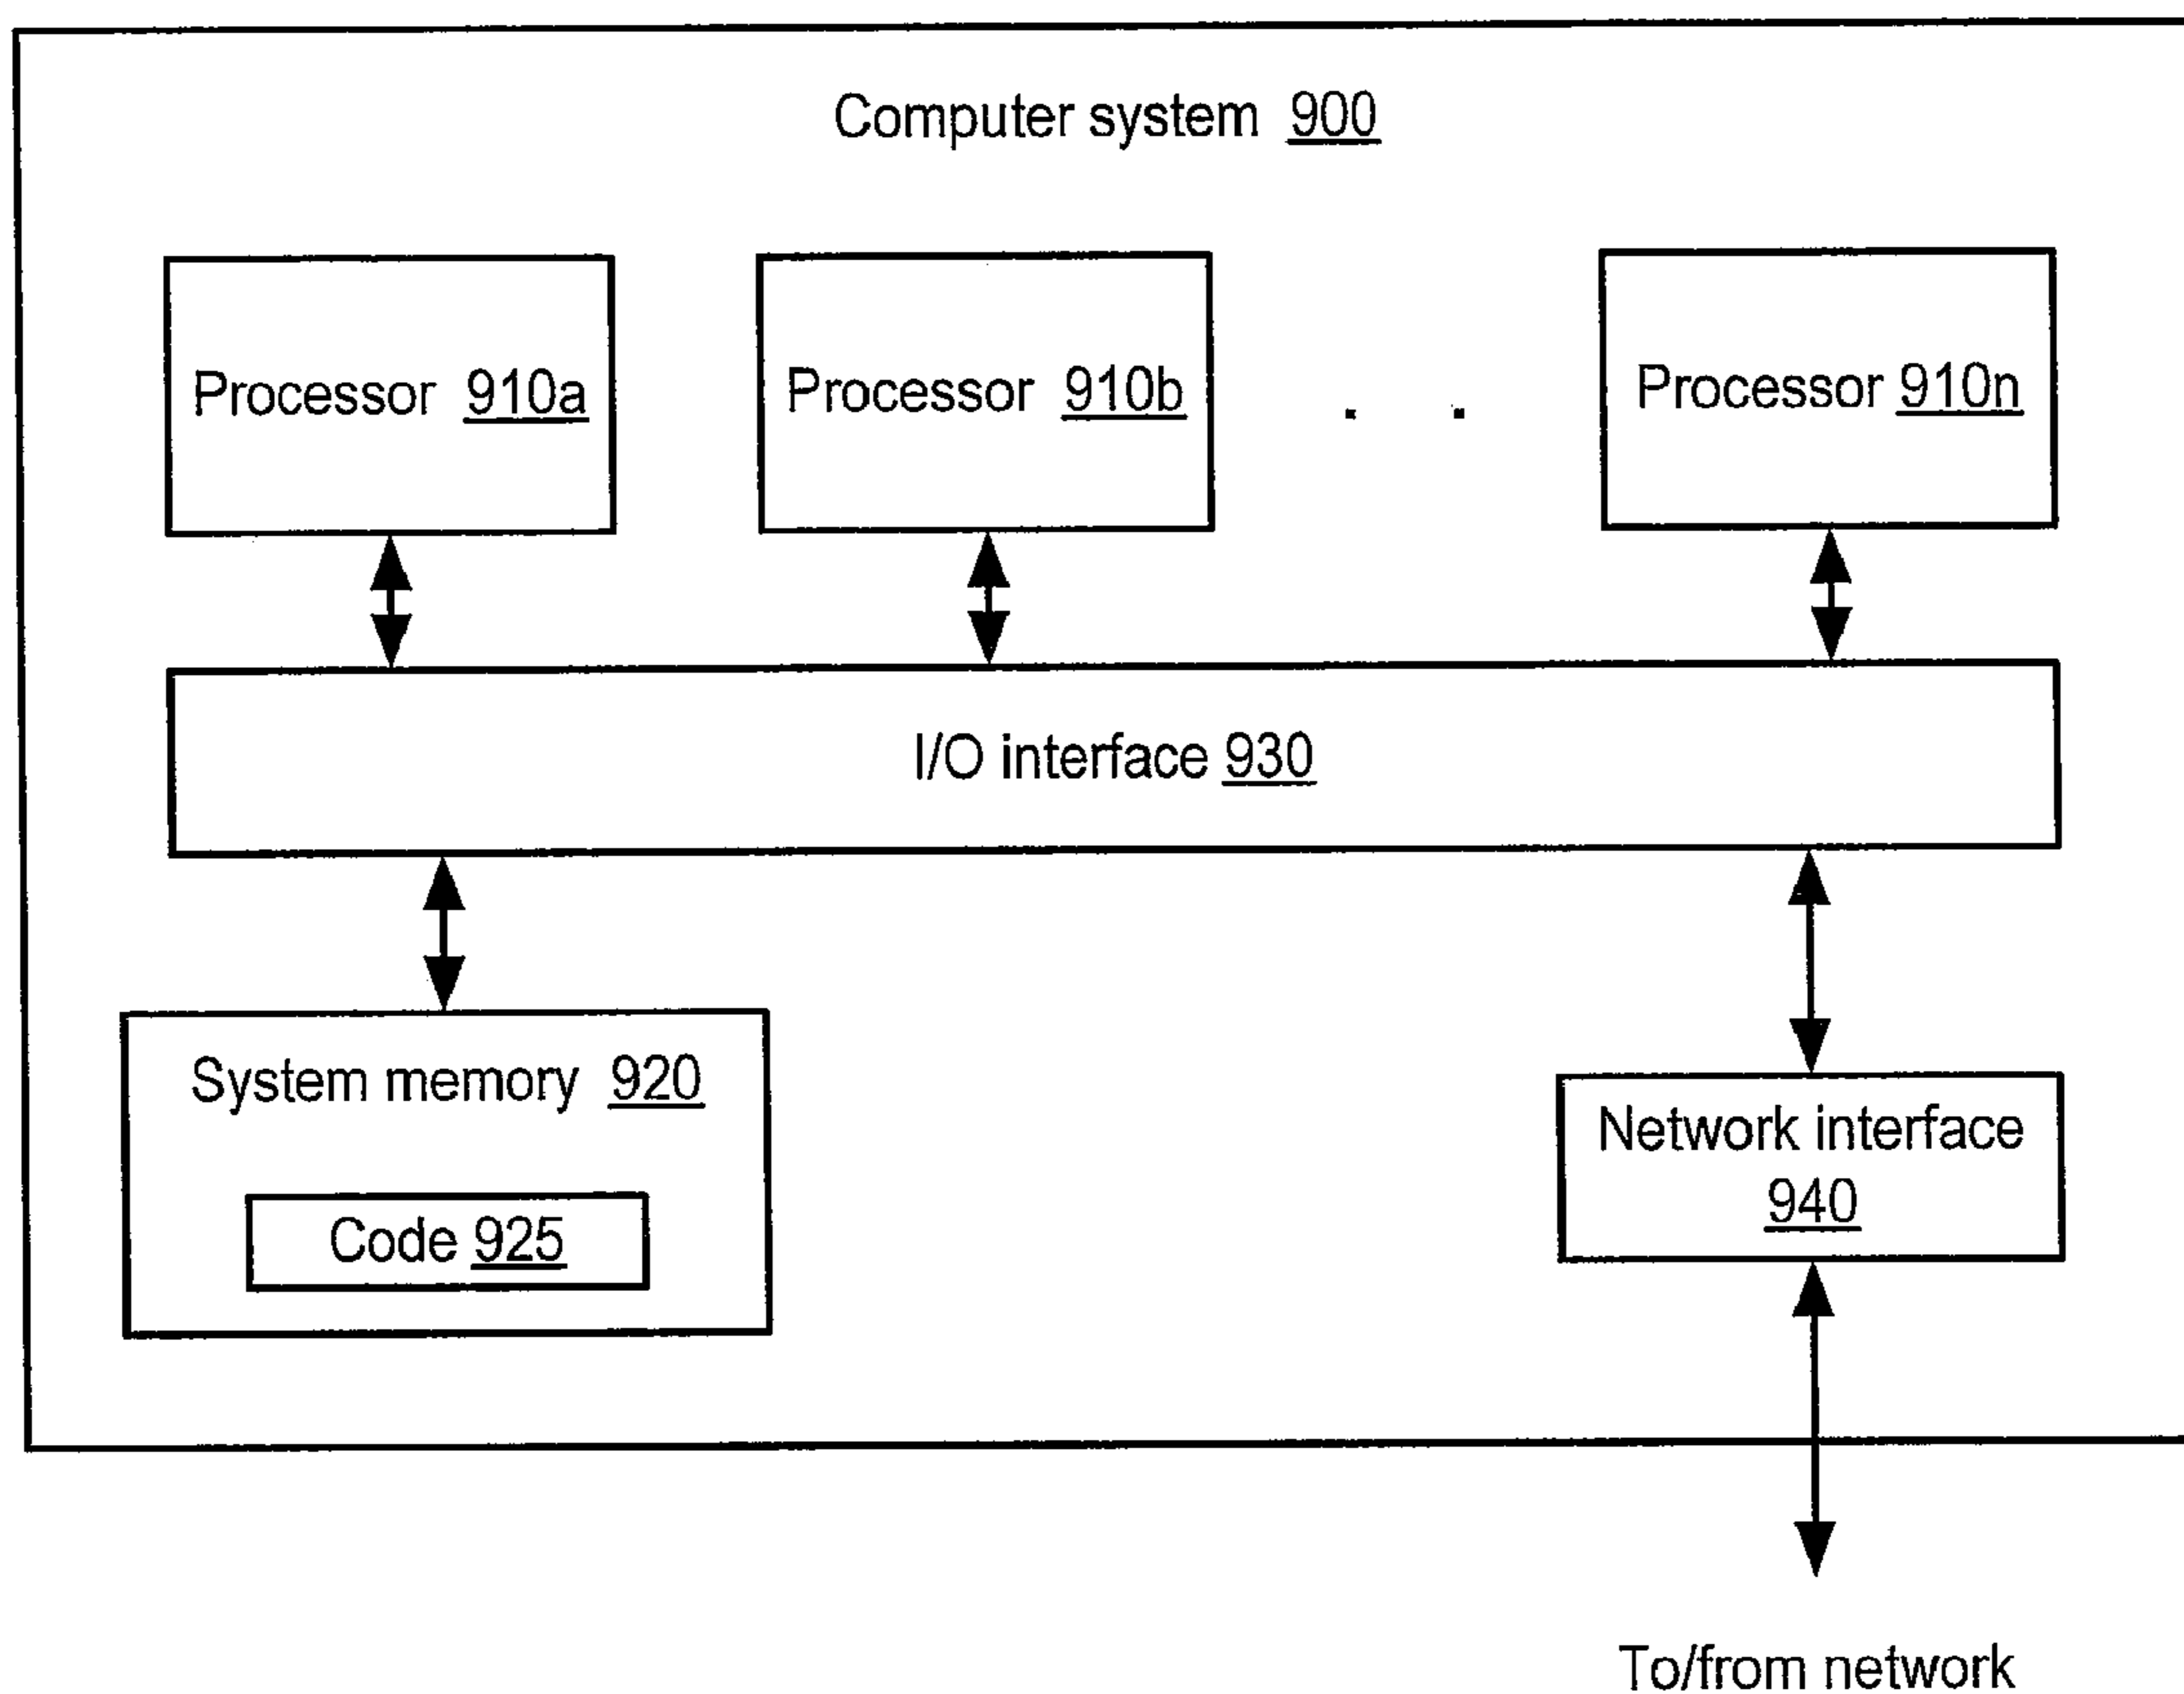 Computer system 900
Processor 910a
Processor 910b
. .
Processor 910n
I/O interface 930
System memory 920
Code 925
Network interface
940
To/from network